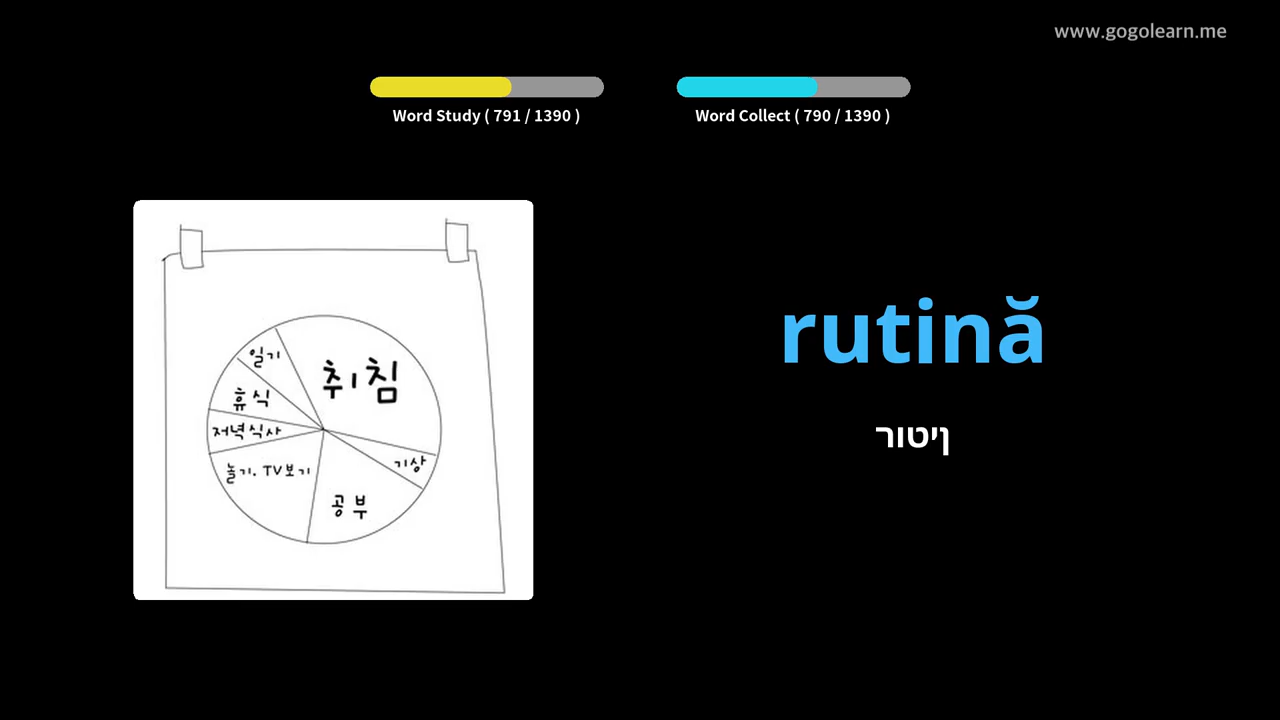 www.gogolearn.me
Word Study ( 791 / 1390 )
Word Collect ( 790 / 1390 )
일기
취침
휴식
저녁식사
놀기. TV보기
기상
공부
rutină
רוטין